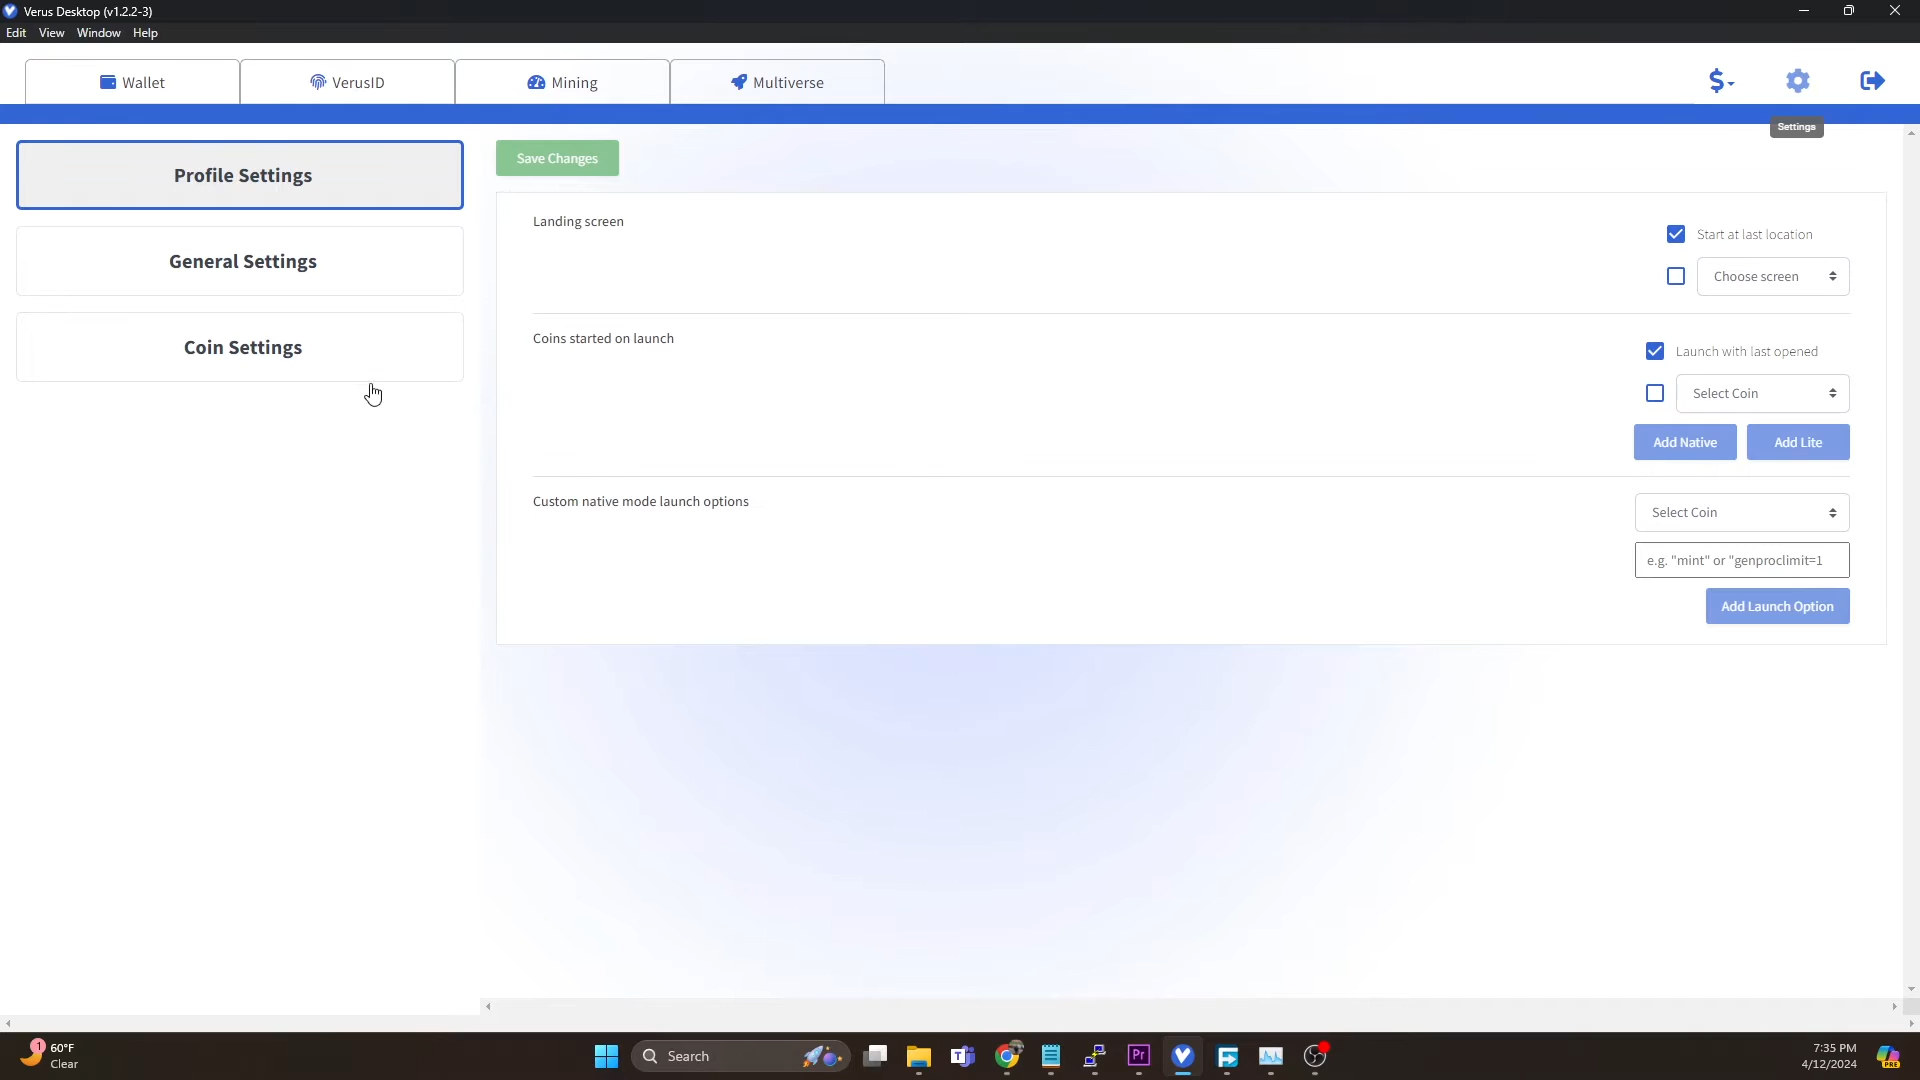 Verus Desktop (v1.2.2-3)
Edit View Window Help
Wallet
VerusID
Mining
Multiverse
$
Settings
Profile Settings
General Settings
Coin Settings
Save Changes
Landing screen
Start at last location
Choose screen
Coins started on launch
Launch with last opened
Select Coin
Add Native
Add Lite
Custom native mode launch options
Select Coin
e.g. "mint" or "genproclimit=1
Add Launch Option
1
60°F
Clear
Search
T
Pr
PRE
7:35 PM
4/12/2024